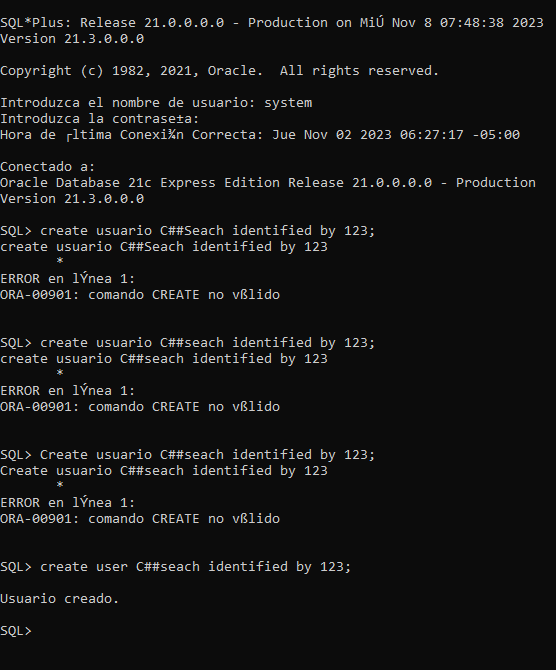 SQL*Plus: Release 21.0.0.0.0 - Production on MiÚ Nov 8 07:48:38 2023
Version 21.3.0.0.0
Copyright (c) 1982, 2021, Oracle.  All rights reserved.
Introduzca el nombre de usuario: system
Introduzca la contrase±a:
Hora de ┌ltima Conexi¾n Correcta: Jue Nov 02 2023 06:27:17 -05:00
Conectado a:
Oracle Database 21c Express Edition Release 21.0.0.0.0 - Production
Version 21.3.0.0.0
SQL> create usuario C##Seach identified by 123;
create usuario C##Seach identified by 123
       *
ERROR en lÝnea 1:
ORA-00901: comando CREATE no vßlido
SQL> create usuario C##seach identified by 123;
create usuario C##seach identified by 123
       *
ERROR en lÝnea 1:
ORA-00901: comando CREATE no vßlido
SQL> Create usuario C##seach identified by 123;
Create usuario C##seach identified by 123
       *
ERROR en lÝnea 1:
ORA-00901: comando CREATE no vßlido
SQL> create user C##seach identified by 123;
Usuario creado.
SQL>